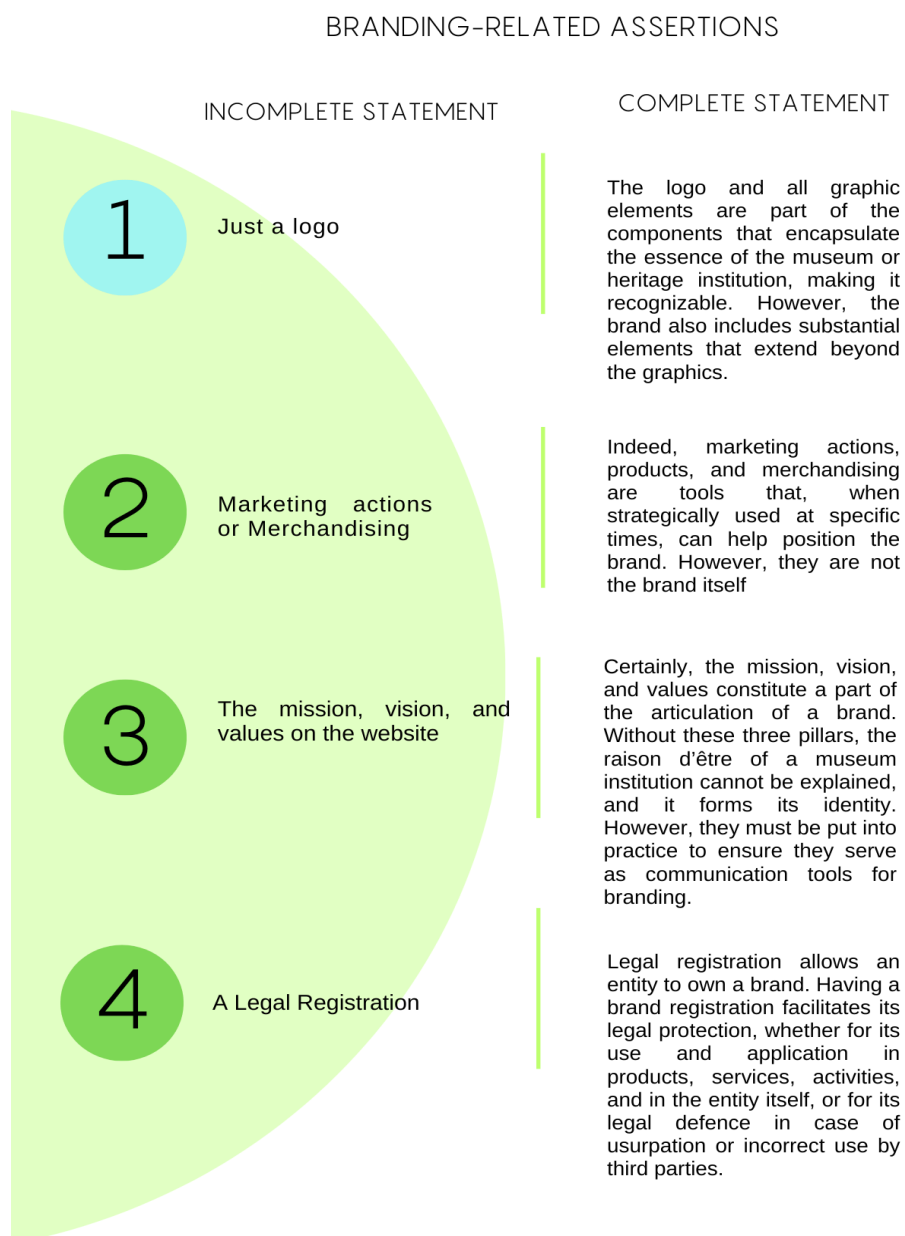 BRANDING-RELATED ASSERTIONS
INCOMPLETE STATEMENT
COMPLETE STATEMENT
1
Just a logo
The logo and all graphic
elements are part of the
components that encapsulate
the essence of the museum or
heritage institution, making it
recognizable. However, the
brand also includes substantial
elements that extend beyond
the graphics.
2
Marketing actions
or Merchandising
Indeed, marketing actions,
products, and merchandising
are tools that, when
strategically used at specific
times, can help position the
brand. However, they are not
the brand itself
3
The mission, vision, and
values on the website
Certainly, the mission, vision,
and values constitute a part of
the articulation of a brand.
Without these three pillars, the
raison d’être of a museum
institution cannot be explained,
and it forms its identity.
However, they must be put into
practice to ensure they serve
as communication tools for
branding.
4
A Legal Registration
Legal registration allows an
entity to own a brand. Having a
brand registration facilitates its
legal protection, whether for its
use and application in
products, services, activities,
and in the entity itself, or for its
legal defence in case of
usurpation or incorrect use by
third parties.